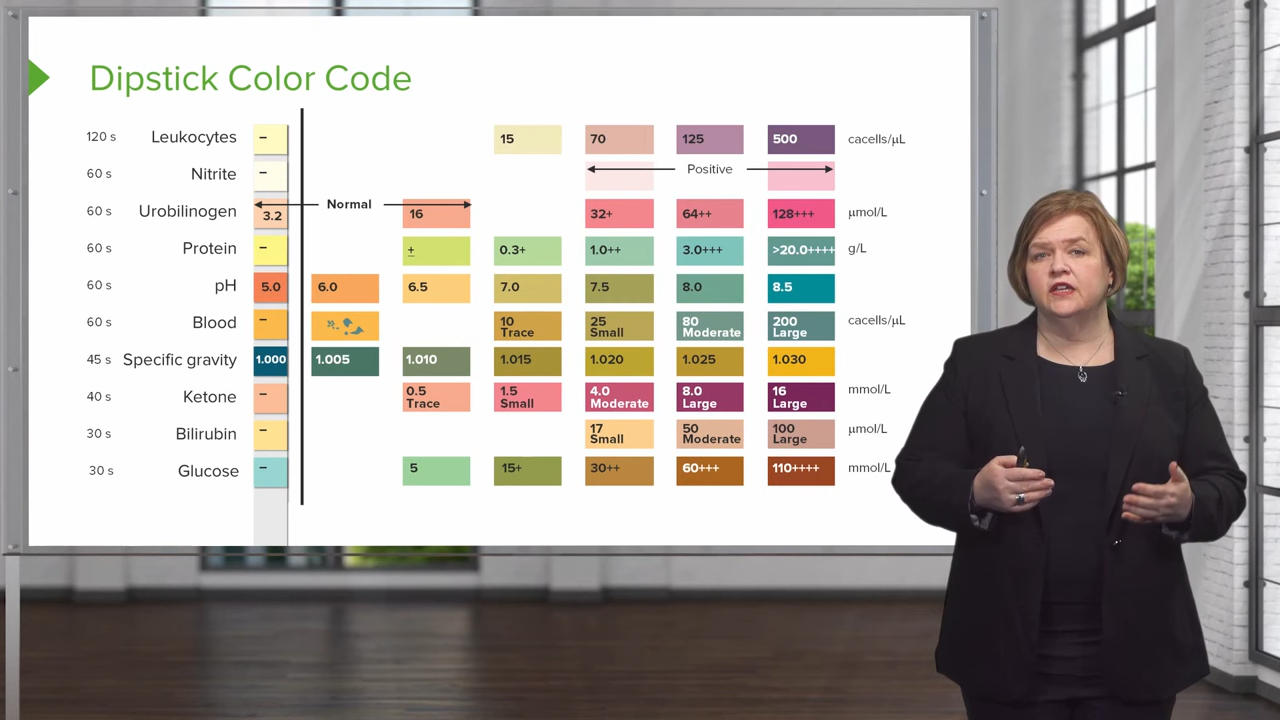 Dipstick Color Code
120 s Leukocytes – 15 70 125 500 cacells/µL
60 s Nitrite – Positive
60 s Urobilinogen 3.2 Normal 16 32+ 64++ 128+++ µmol/L
60 s Protein – ± 0.3+ 1.0++ 3.0+++ >20.0++++ g/L
60 s pH 5.0 6.0 6.5 7.0 7.5 8.0 8.5
60 s Blood – 10 Trace 25 Small 80 Moderate 200 Large cacells/µL
45 s Specific gravity 1.000 1.005 1.010 1.015 1.020 1.025 1.030
40 s Ketone – 0.5 Trace 1.5 Small 4.0 Moderate 8.0 Large 16 Large mmol/L
30 s Bilirubin – 17 Small 50 Moderate 100 Large µmol/L
30 s Glucose – 5 15+ 30++ 60+++ 110++++ mmol/L